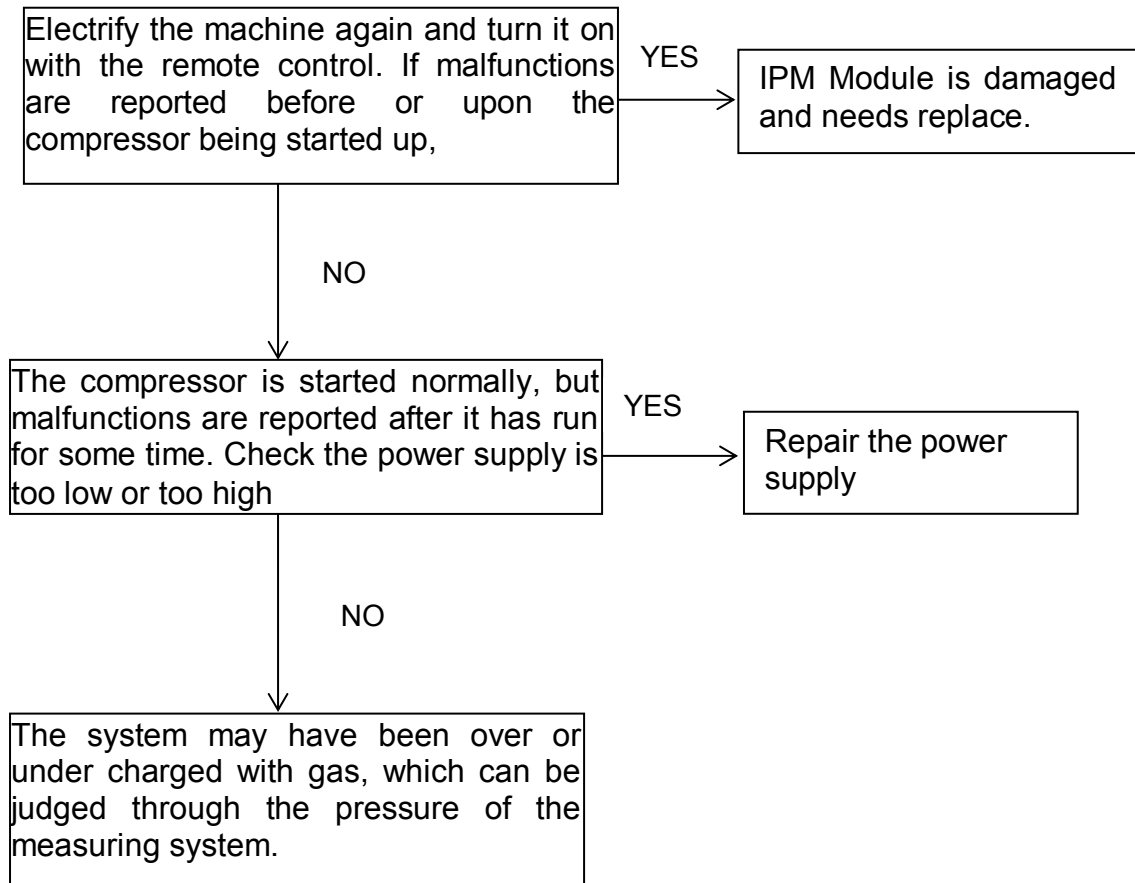 Electrify the machine again and turn it on
with the remote control. If malfunctions
are reported before or upon the
compressor being started up,
YES
IPM Module is damaged
and needs replace.
NO
The compressor is started normally, but
malfunctions are reported after it has run
for some time. Check the power supply is
too low or too high
YES
Repair the power
supply
NO
The system may have been over or
under charged with gas, which can be
judged through the pressure of the
measuring system.